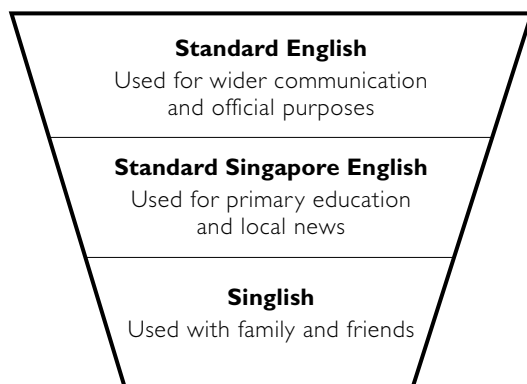 Standard English
Used for wider communication
and official purposes
Standard Singapore English
Used for primary education
and local news
Singlish
Used with family and friends